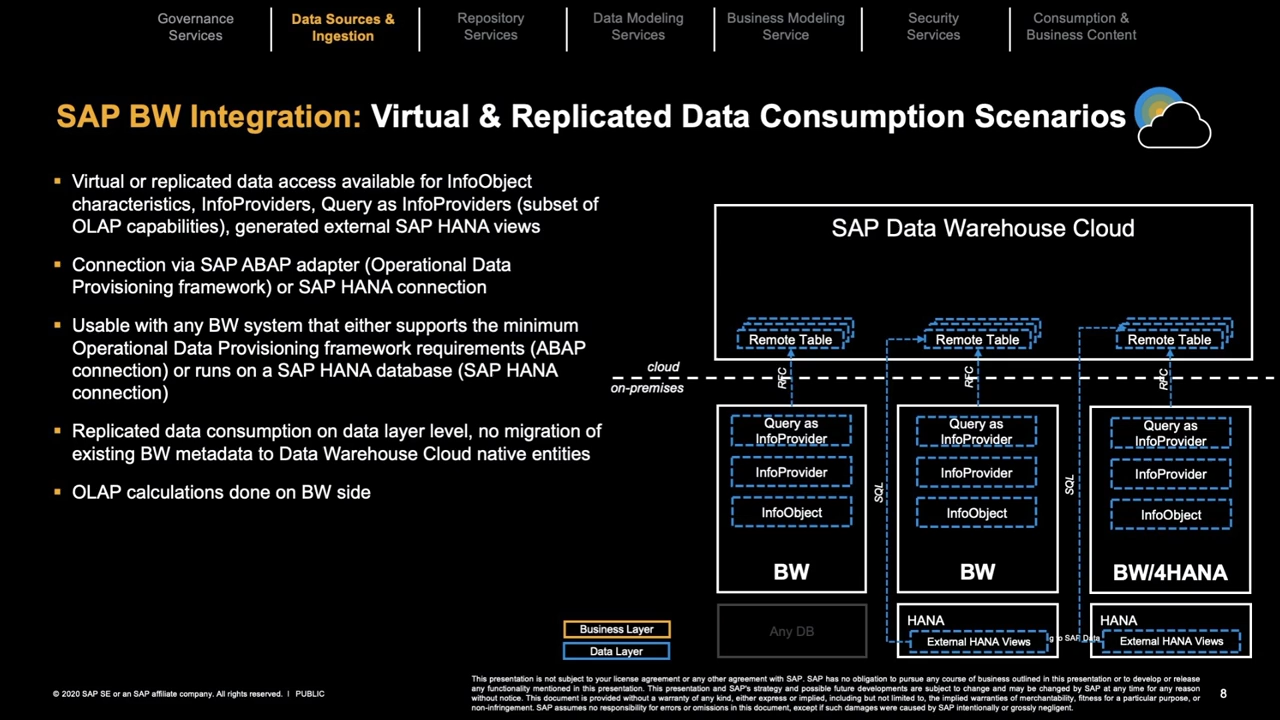 Governance
Services
Data Sources &
Ingestion
Repository
Services
Data Modeling
Services
Business Modeling
Service
Security
Services
Consumption &
Business Content
SAP BW Integration: Virtual & Replicated Data Consumption Scenarios
▪ Virtual or replicated data access available for InfoObject
characteristics, InfoProviders, Query as InfoProviders (subset of
OLAP capabilities), generated external SAP HANA views
▪ Connection via SAP ABAP adapter (Operational Data
Provisioning framework) or SAP HANA connection
▪ Usable with any BW system that either supports the minimum
Operational Data Provisioning framework requirements (ABAP
connection) or runs on a SAP HANA database (SAP HANA
connection)
▪ Replicated data consumption on data layer level, no migration of
existing BW metadata to Data Warehouse Cloud native entities
▪ OLAP calculations done on BW side
SAP Data Warehouse Cloud
Remote Table
Remote Table
Remote Table
cloud
on-premises
RFC
RFC
RFC
SQL
SQL
Query as
InfoProvider
InfoProvider
InfoObject
BW
Any DB
Query as
InfoProvider
InfoProvider
InfoObject
BW
HANA
External HANA Views
Query as
InfoProvider
InfoProvider
InfoObject
BW/4HANA
g to SAP Data
HANA
External HANA Views
Business Layer
Data Layer
© 2020 SAP SE or an SAP affiliate company. All rights reserved. | PUBLIC
This presentation is not subject to your license agreement or any other agreement with SAP. SAP has no obligation to pursue any course of business outlined in this presentation or to develop or release
any functionality mentioned in this presentation. This presentation and SAP's strategy and possible future developments are subject to change and may be changed by SAP at any time for any reason
without notice. This document is provided without a warranty of any kind, either express or implied, including but not limited to, the implied warranties of merchantability, fitness for a particular purpose, or
non-infringement. SAP assumes no responsibility for errors or omissions in this document, except if such damages were caused by SAP intentionally or grossly negligent.
8